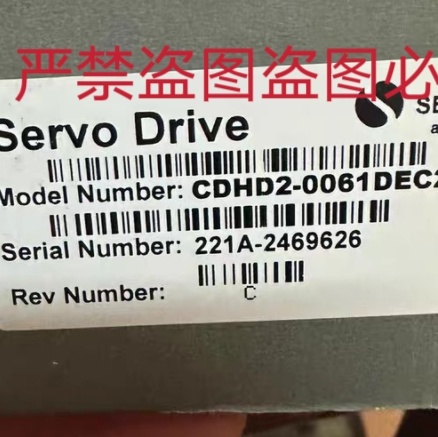 严禁盗图盗图必
Servo Drive
SE
a
Model Number: CDHD2-0061DEC2
Serial Number: 221A-2469626
Rev Number:
C